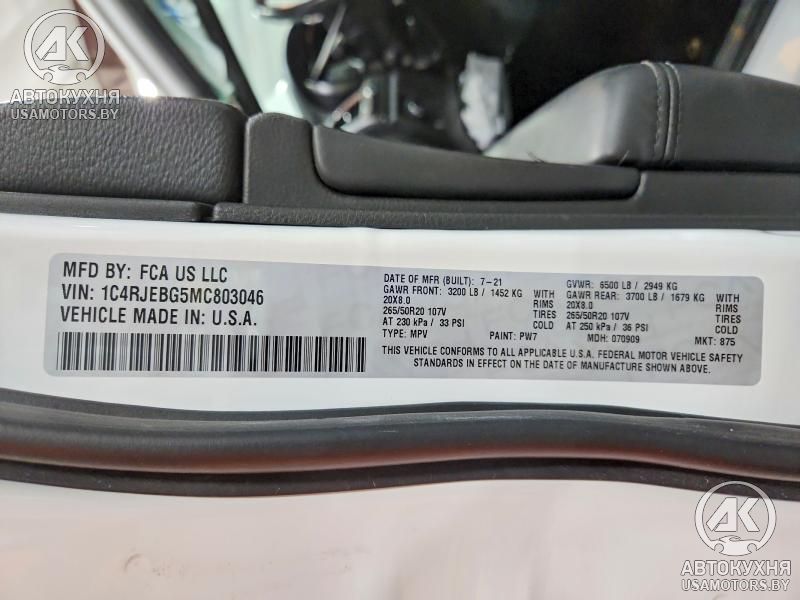 AK
АВТОКУХНЯ
USAMOTORS.BY
MFD BY: FCA US LLC
VIN: 1C4RJEBG5MC803046
VEHICLE MADE IN: U.S.A.
DATE OF MFR (BUILT): 7-21 GVWR: 6500 LB / 2949 KG
GAWR FRONT: 3200 LB / 1452 KG WITH GAWR REAR: 3700 LB / 1679 KG WITH
20X8.0 RIMS 20X8.0 RIMS
265/50R20 107V TIRES 265/50R20 107V TIRES
AT 230 kPa / 33 PSI COLD AT 250 kPa / 36 PSI COLD
TYPE: MPV PAINT: PW7 MDH: 070909 MKT: 875
THIS VEHICLE CONFORMS TO ALL APPLICABLE U.S.A. FEDERAL MOTOR VEHICLE SAFETY
STANDARDS IN EFFECT ON THE DATE OF MANUFACTURE SHOWN ABOVE.
AK
АВТОКУХНЯ
USAMOTORS.BY